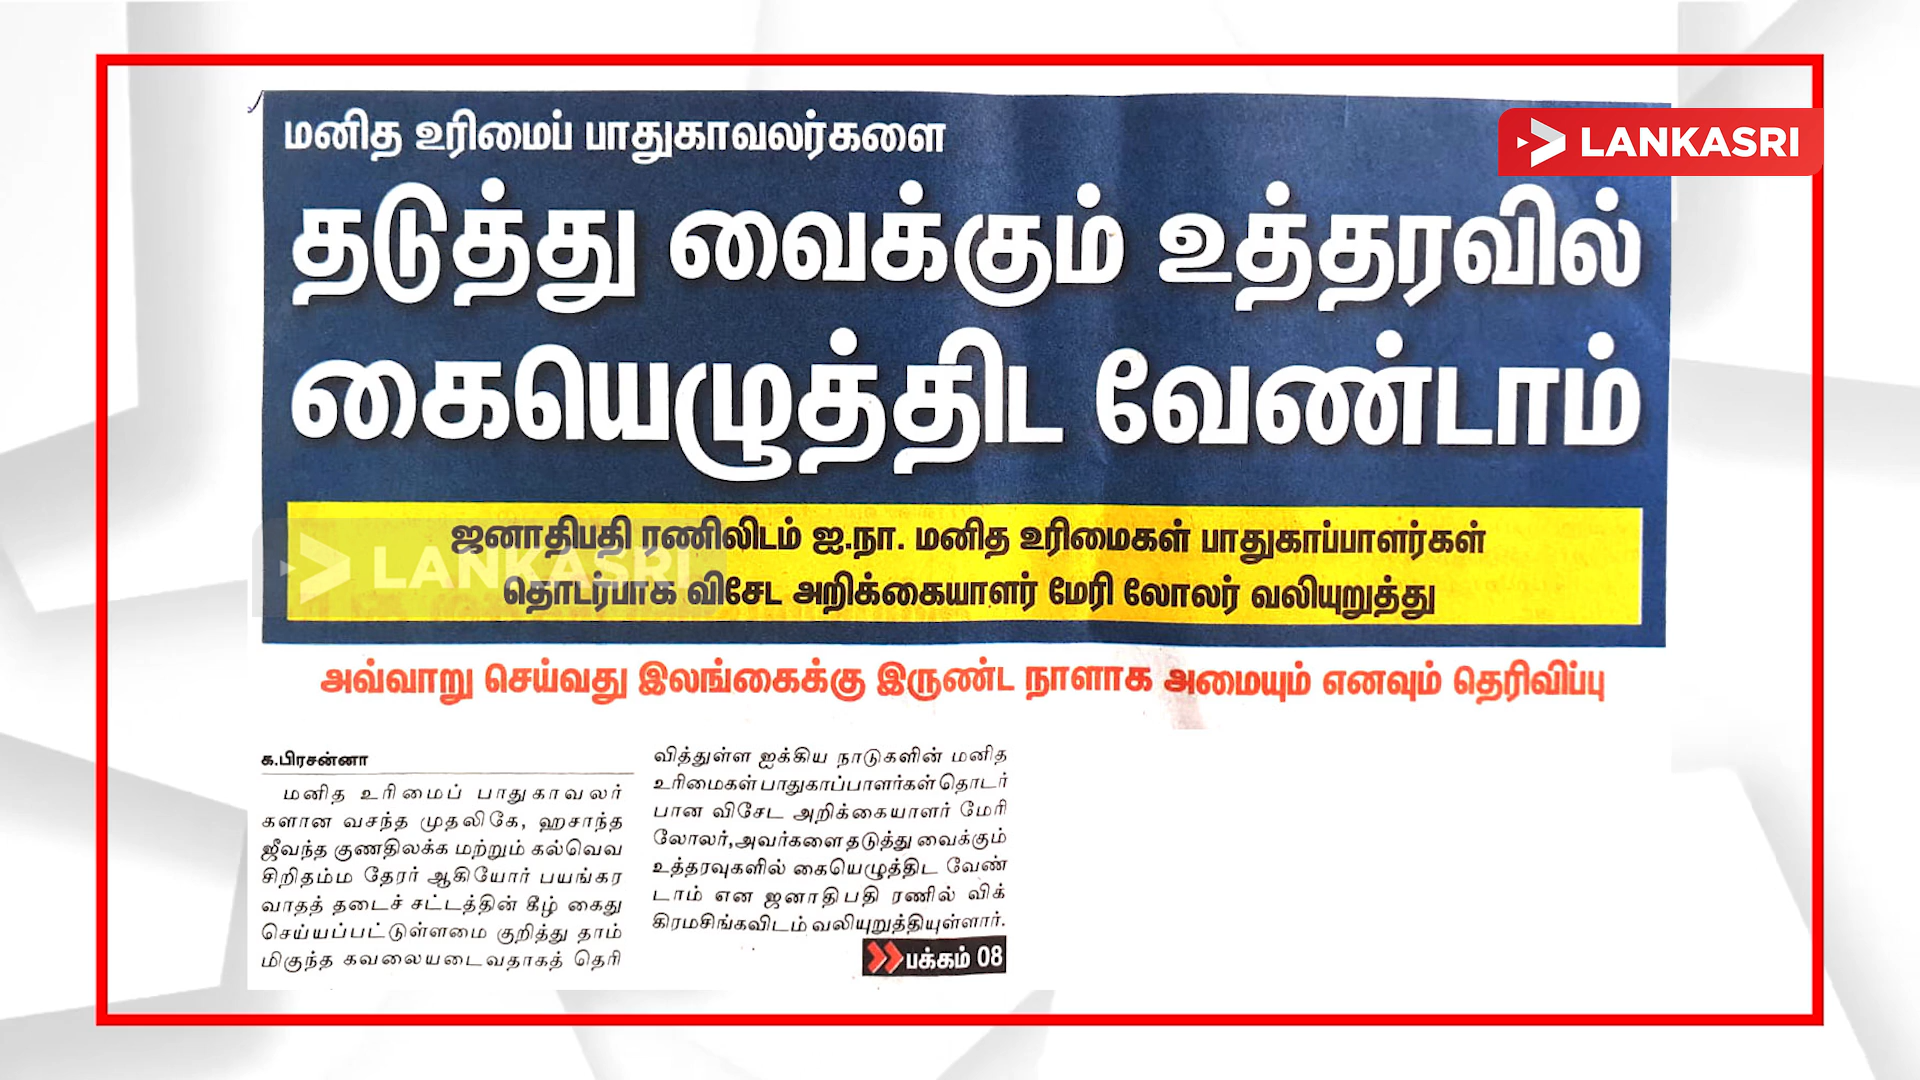 LANKASRI
மனித உரிமைப் பாதுகாவலர்களை
தடுத்து வைக்கும் உத்தரவில்
கையெழுத்திட வேண்டாம்
ஜனாதிபதி ரணிலிடம் ஐ.நா. மனித உரிமைகள் பாதுகாப்பாளர்கள்
தொடர்பாக விசேட அறிக்கையாளர் மேரி லோலர் வலியுறுத்து
LANKASRI
அவ்வாறு செய்வது இலங்கைக்கு இருண்ட நாளாக அமையும் எனவும் தெரிவிப்பு
க.பிரசன்னா
மனித உரிமைப் பாதுகாவலர்
களான வசந்த முதலிகே, ஹசாந்த
ஜீவந்த குணதிலக்க மற்றும் கல்வெவ
சிறிதம்ம தேரர் ஆகியோர் பயங்கர
வாதத் தடைச் சட்டத்தின் கீழ் கைது
செய்யப்பட்டுள்ளமை குறித்து தாம்
மிகுந்த கவலையடைவதாகத் தெரி
வித்துள்ள ஐக்கிய நாடுகளின் மனித
உரிமைகள் பாதுகாப்பாளர்கள் தொடர்
பான விசேட அறிக்கையாளர் மேரி
லோலர்,அவர்களை தடுத்து வைக்கும்
உத்தரவுகளில் கையெழுத்திட வேண்
டாம் என ஜனாதிபதி ரணில் விக்
கிரமசிங்கவிடம் வலியுறுத்தியுள்ளார்.
பக்கம் 08